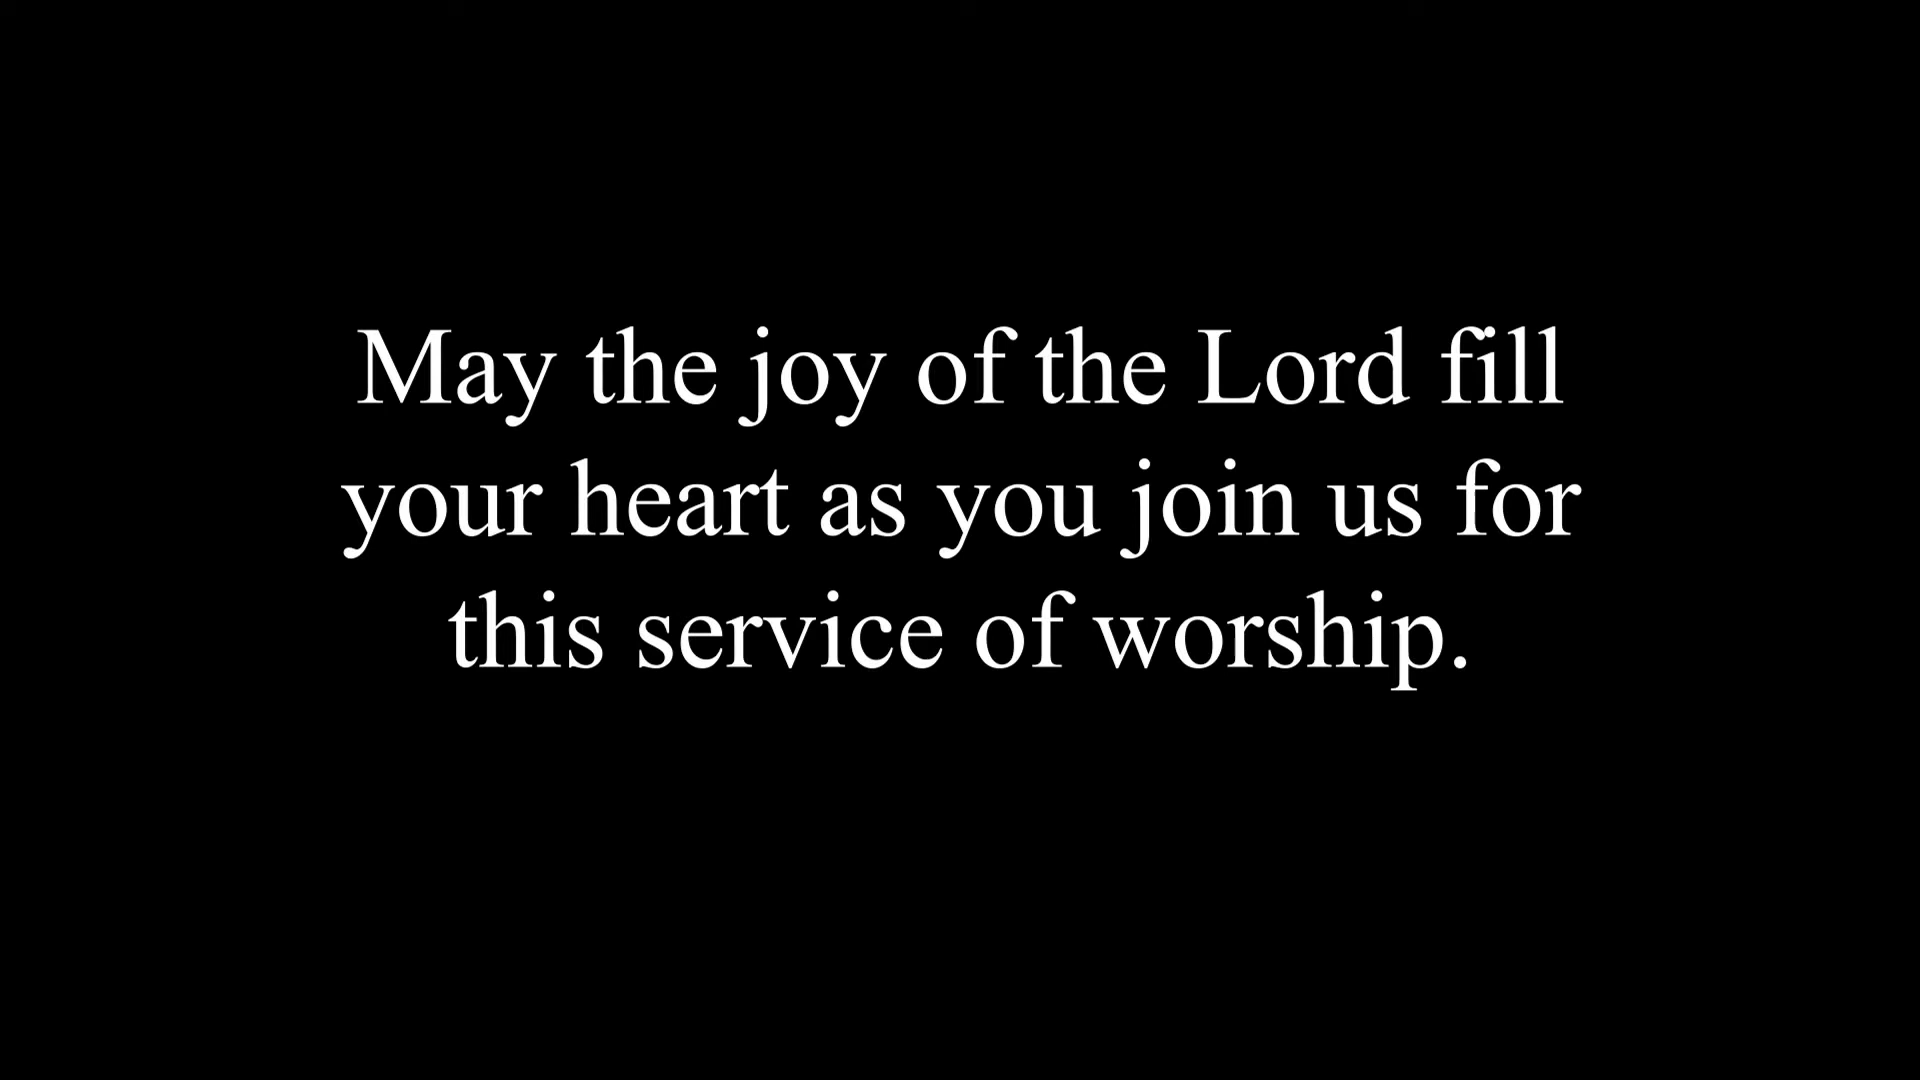 May the joy of the Lord fill
your heart as you join us for
this service of worship.